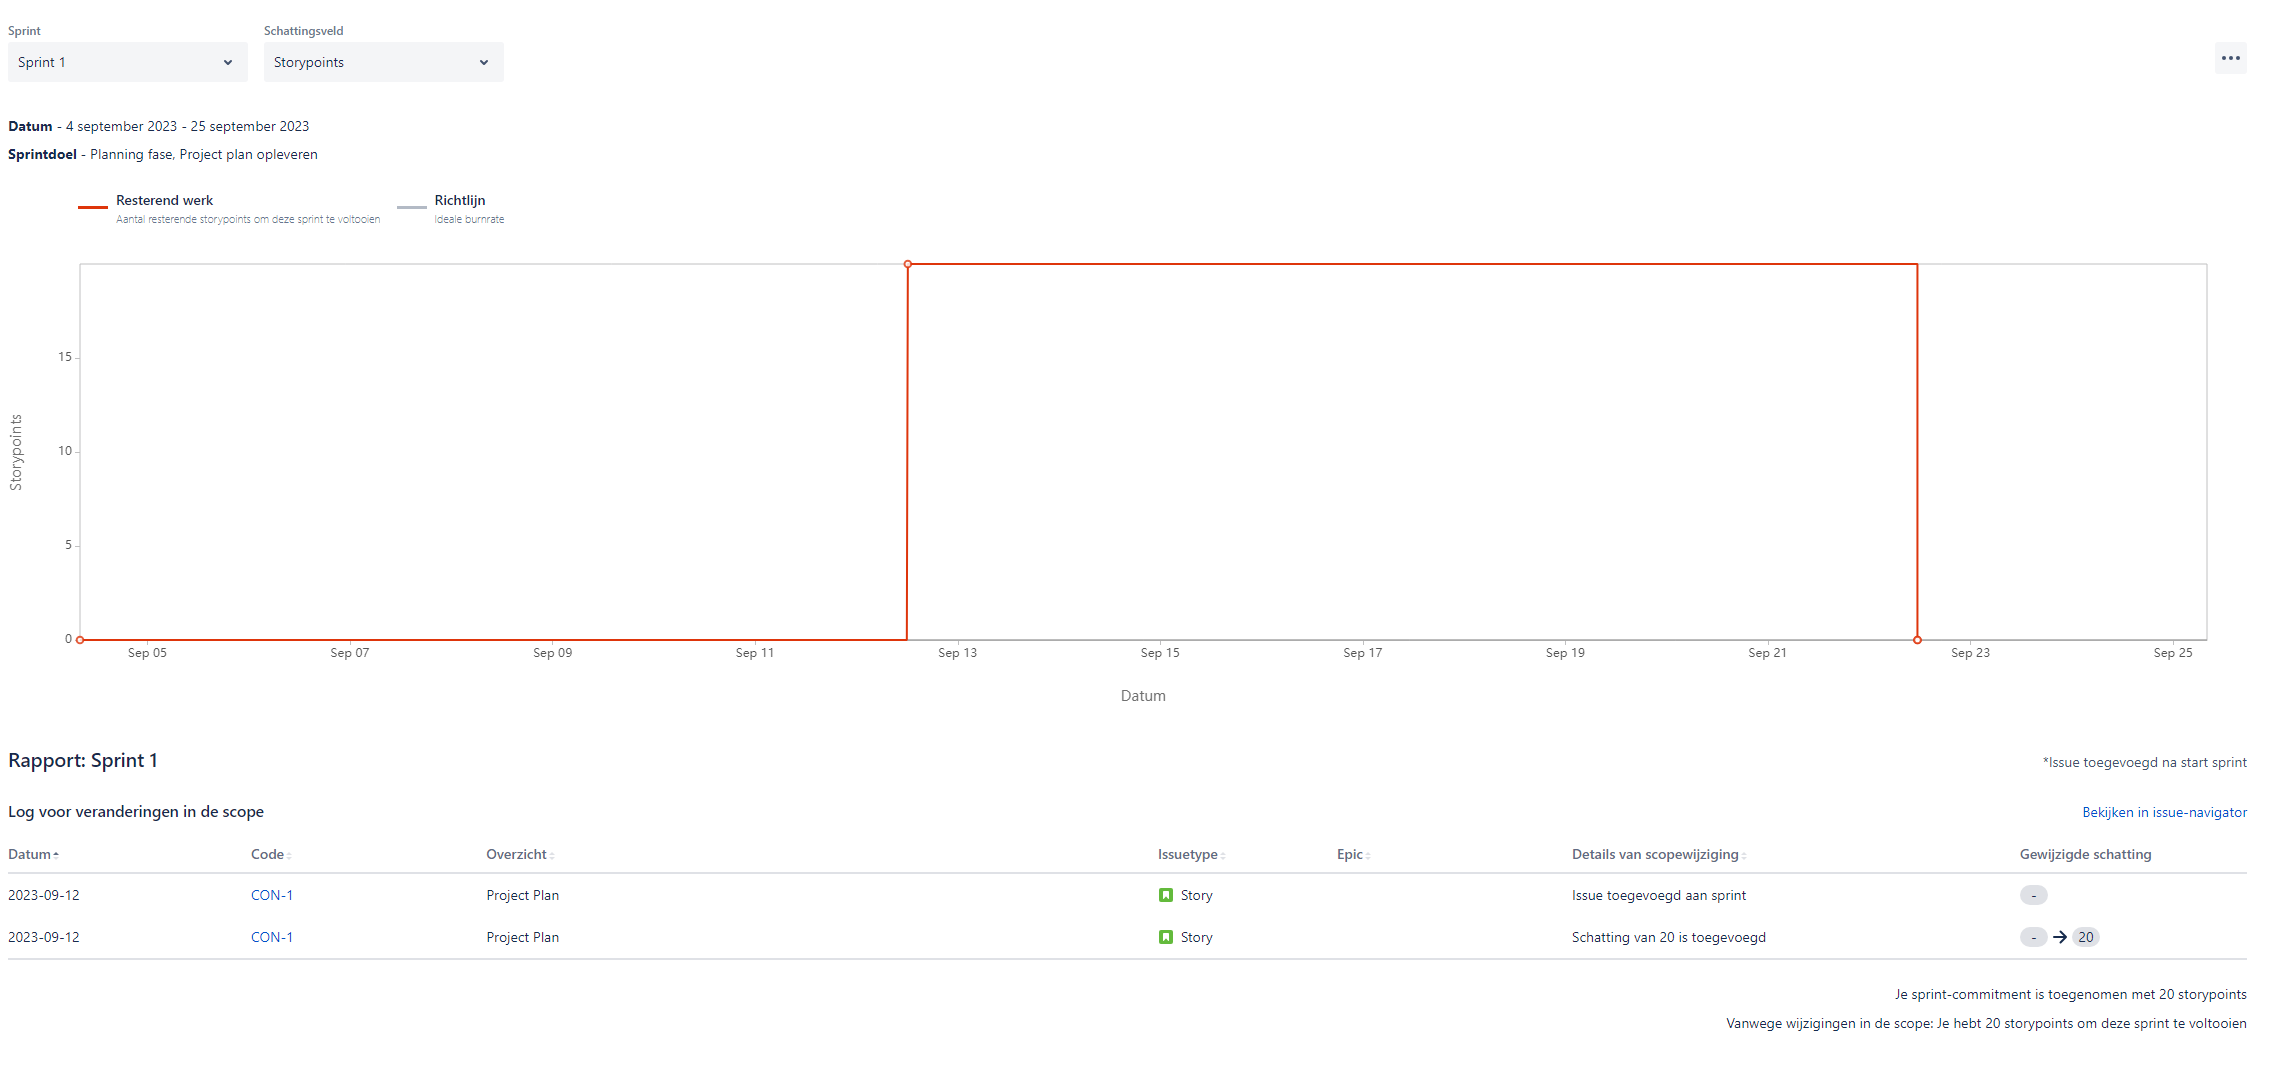 Sprint
Schattingsveld
Sprint 1
Storypoints
Datum - 4 september 2023 - 25 september 2023
Sprintdoel - Planning fase, Project plan opleveren
Resterend werk
Aantal resterende storypoints om deze sprint te voltooien
Richtlijn
Ideale burnrate
15
10
5
0
Storypoints
Sep 05 Sep 07 Sep 09 Sep 11 Sep 13 Sep 15 Sep 17 Sep 19 Sep 21 Sep 23 Sep 25
Datum
Rapport: Sprint 1
*Issue toegevoegd na start sprint
Log voor veranderingen in de scope
Bekijken in issue-navigator
Datum Code Overzicht Issuetype Epic Details van scopewijziging Gewijzigde schatting
2023-09-12 CON-1 Project Plan Story Issue toegevoegd aan sprint -
2023-09-12 CON-1 Project Plan Story Schatting van 20 is toegevoegd - → 20
Je sprint-commitment is toegenomen met 20 storypoints
Vanwege wijzigingen in de scope: Je hebt 20 storypoints om deze sprint te voltooien